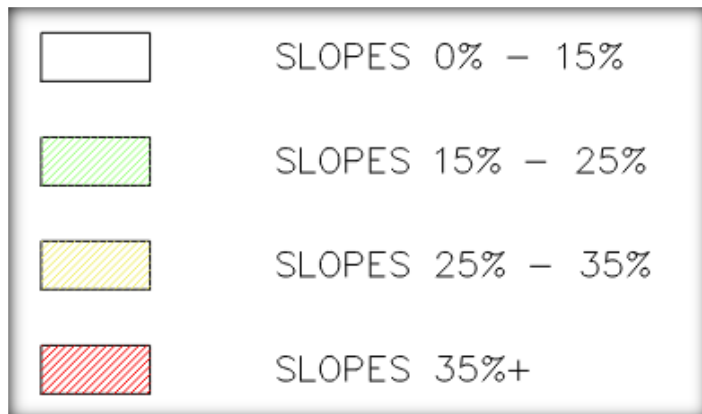 SLOPES 0% – 15%
SLOPES 15% – 25%
SLOPES 25% – 35%
SLOPES 35%+